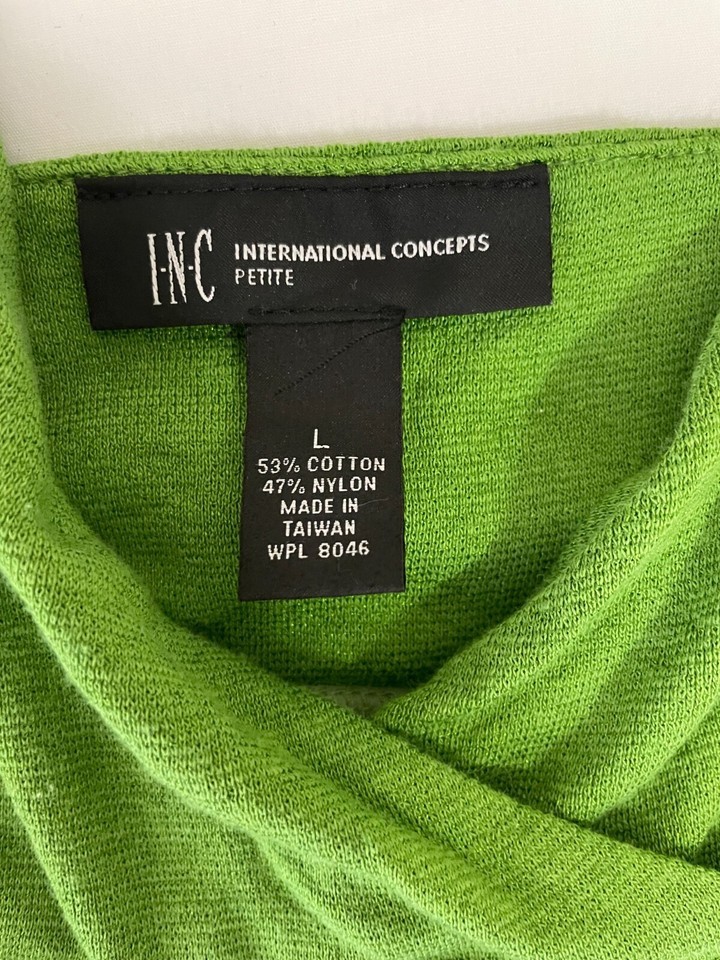 I·N·C INTERNATIONAL CONCEPTS
PETITE
L
53% COTTON
47% NYLON
MADE IN
TAIWAN
WPL 8046